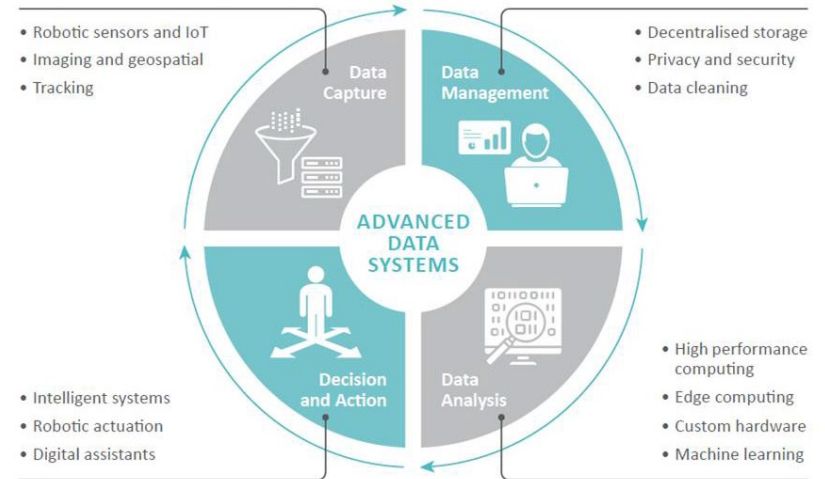 • Robotic sensors and IoT
• Imaging and geospatial
• Tracking
Data
Capture
Data
Management
• Decentralised storage
• Privacy and security
• Data cleaning
ADVANCED
DATA
SYSTEMS
• Intelligent systems
• Robotic actuation
• Digital assistants
Decision
and Action
Data
Analysis
• High performance
computing
• Edge computing
• Custom hardware
• Machine learning